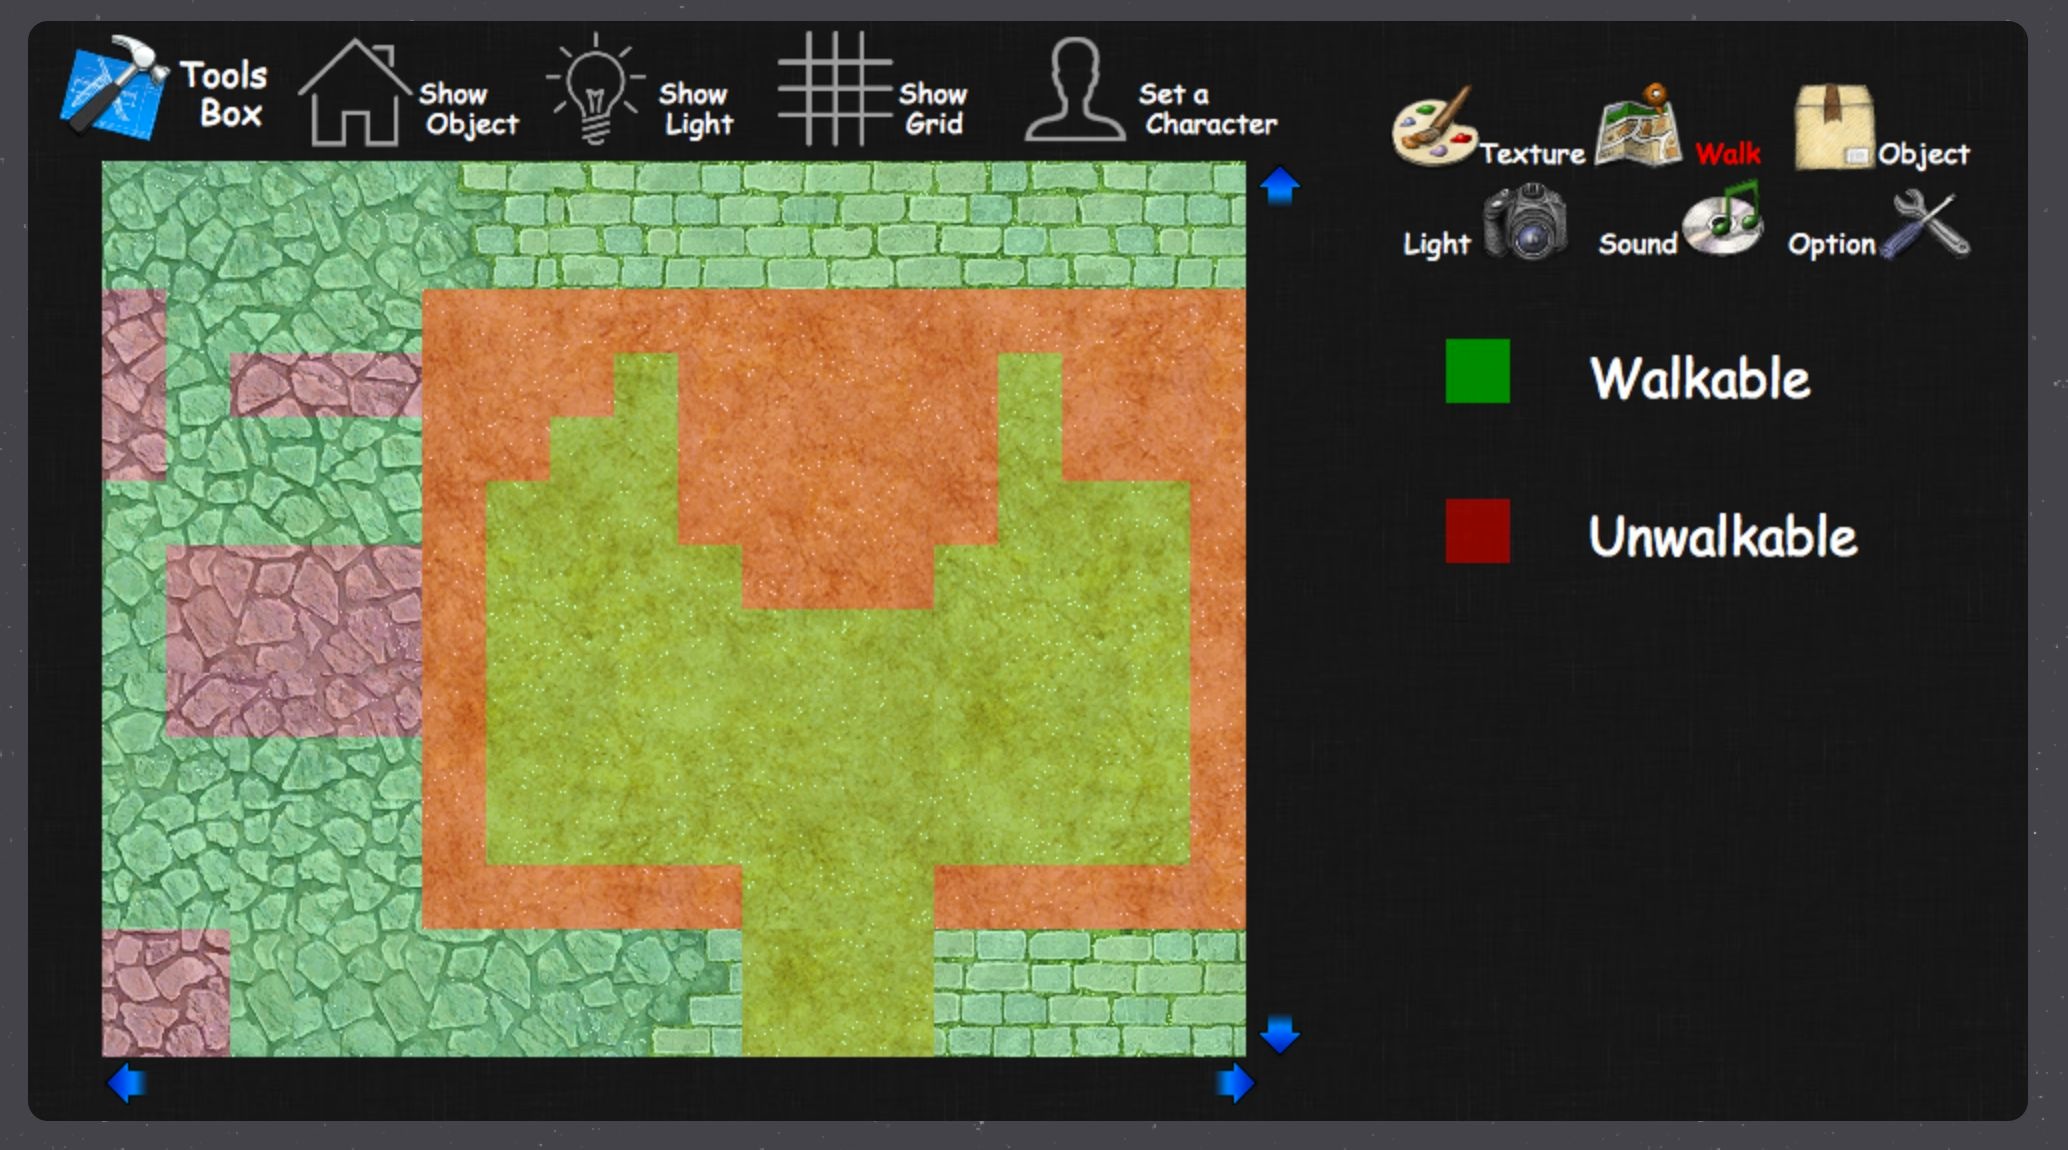 Tools
Box
Show
Object
Show
Light
Show
Grid
Set a
Character
Texture
Walk
Object
Light
Sound
Option
Walkable
Unwalkable